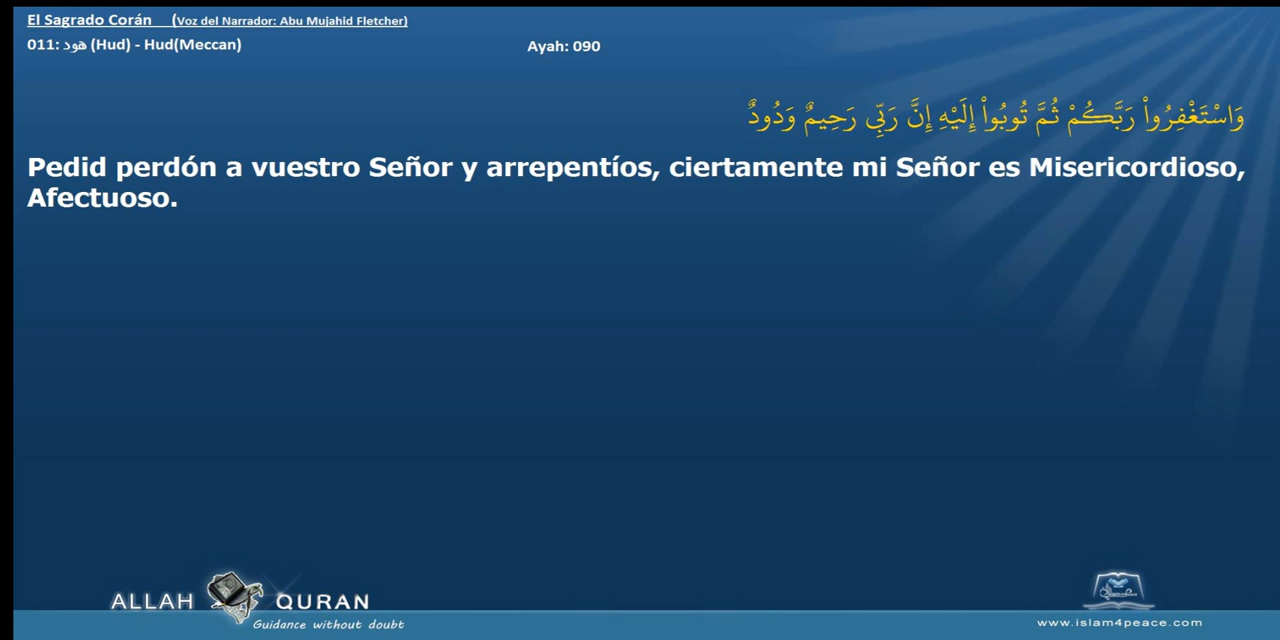 El Sagrado Corán (Voz del Narrador: Abu Mujahid Fletcher)
011: هود (Hud) - Hud(Meccan)
Ayah: 090
وَاسْتَغْفِرُواْ رَبَّكُمْ ثُمَّ تُوبُواْ إِلَيْهِ إِنَّ رَبِّي رَحِيمٌ وَدُودٌ
Pedid perdón a vuestro Señor y arrepentíos, ciertamente mi Señor es Misericordioso,
Afectuoso.
ALLAH QURAN
Guidance without doubt
www.islam4peace.com